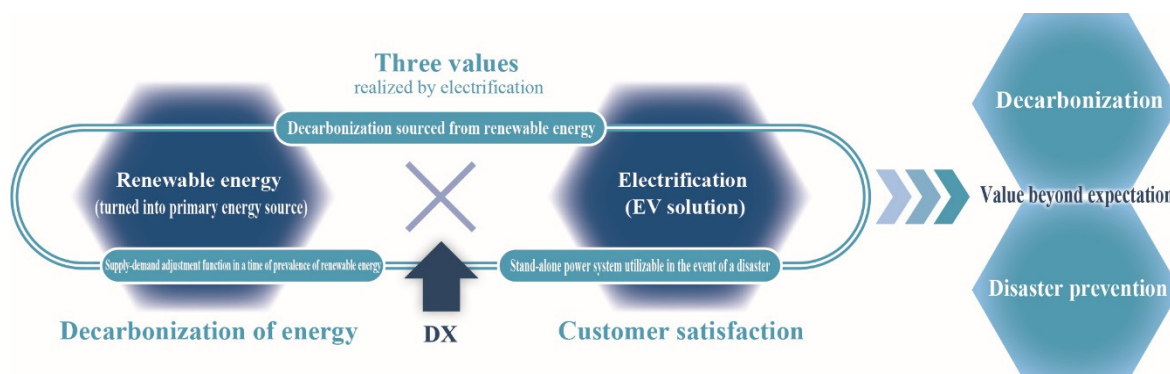 Three values
realized by electrification
Decarbonization sourced from renewable energy
Renewable energy
(turned into primary energy source)
Electrification
(EV solution)
Supply-demand adjustment function in a time of prevalence of renewable energy
Stand-alone power system utilizable in the event of a disaster
Decarbonization of energy
DX
Customer satisfaction
Decarbonization
Value beyond expectation
Disaster prevention